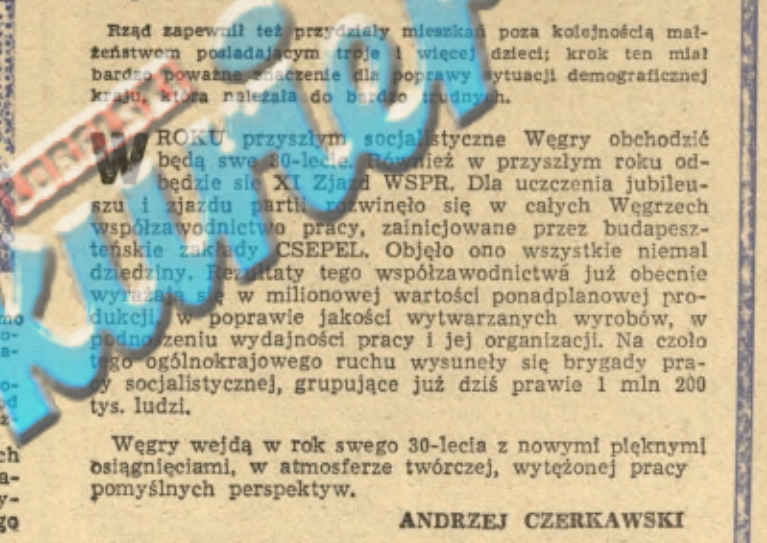 Rząd zapewnił też przydziały mieszkań poza kolejnością mał-
żeństwom posiadającym troje i więcej dzieci; krok ten miał
bardzo poważne znaczenie dla poprawy sytuacji demograficznej
kraju, która należała do bardzo trudnych.
W ROKU przyszłym socjalistyczne Węgry obchodzić
będą swe 30-lecie. Również w przyszłym roku od-
będzie się XI Zjazd WSPR. Dla uczczenia jubileu-
szu i zjazdu partii rozwinęło się w całych Węgrzech
współzawodnictwo pracy, zainicjowane przez budapesz-
teńskie zakłady CSEPEL. Objęło ono wszystkie niemal
dziedziny. Rezultaty tego współzawodnictwa już obecnie
wyrażają się w milionowej wartości ponadplanowej pro-
dukcji, w poprawie jakości wytwarzanych wyrobów, w
podnoszeniu wydajności pracy i jej organizacji. Na czoło
tego ogólnokrajowego ruchu wysunęły się brygady pra-
cy socjalistycznej, grupujące już dziś prawie 1 mln 200
tys. ludzi.
Węgry wejdą w rok swego 30-lecia z nowymi pięknymi
osiągnięciami, w atmosferze twórczej, wytężonej pracy
pomyślnych perspektyw.
ANDRZEJ CZERKAWSKI
kurier
LUBELSKI